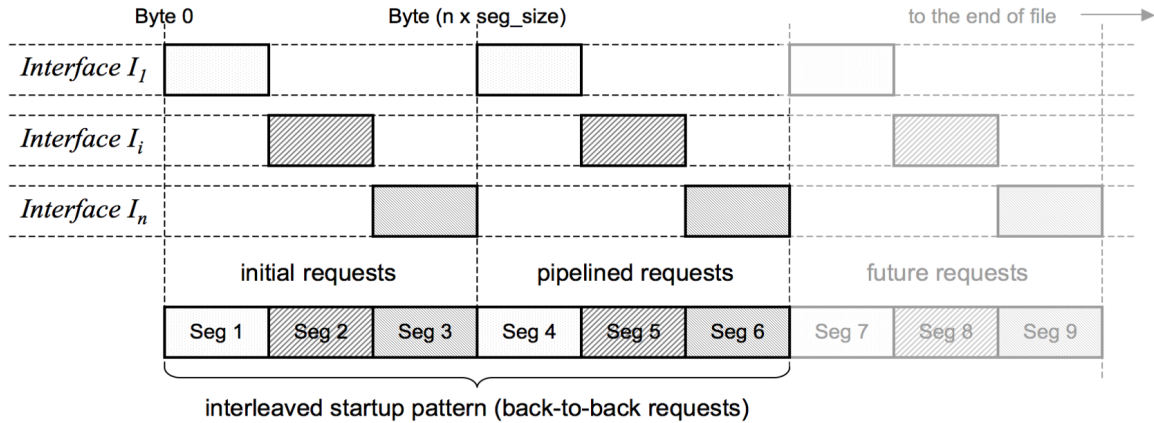 Byte 0 Byte (n x seg_size) to the end of file
Interface I1
Interface Ii
Interface In
initial requests pipelined requests future requests
Seg 1 Seg 2 Seg 3 Seg 4 Seg 5 Seg 6 Seg 7 Seg 8 Seg 9
interleaved startup pattern (back-to-back requests)